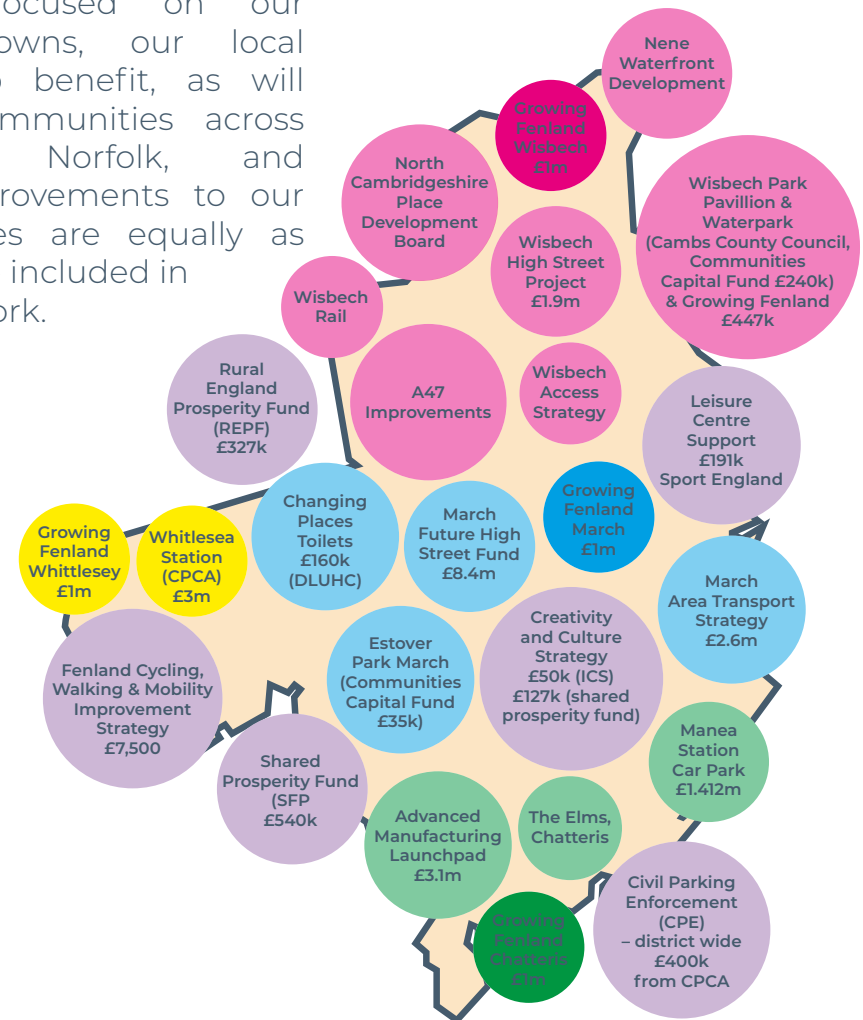 ocused on our
owns, our local
benefit, as will
mmunities across
Norfolk, and
provements to our
es are equally as
included in
ork.
Nene
Waterfront
Development
Growing
Fenland
Wisbech
£1m
North
Cambridgeshire
Place
Development
Board
Wisbech Park
Pavillion &
Waterpark
(Cambs County Council,
Communities
Capital Fund £240k)
& Growing Fenland
£447k
Wisbech
High Street
Project
£1.9m
Wisbech
Rail
Rural
England
Prosperity Fund
(REPF)
£327k
A47
Improvements
Wisbech
Access
Strategy
Leisure
Centre
Support
£191k
Sport England
Changing
Places
Toilets
£160k
(DLUHC)
March
Future High
Street Fund
£8.4m
Growing
Fenland
March
£1m
Growing
Fenland
Whittlesey
£1m
Whitlesea
Station
(CPCA)
£3m
March
Area Transport
Strategy
£2.6m
Fenland Cycling,
Walking & Mobility
Improvement
Strategy
£7,500
Estover
Park March
(Communities
Capital Fund
£35k)
Creativity
and Culture
Strategy
£50k (ICS)
£127k (shared
prosperity fund)
Manea
Station
Car Park
£1.412m
Shared
Prosperity Fund
(SFP
£540k
Advanced
Manufacturing
Launchpad
£3.1m
The Elms,
Chatteris
Civil Parking
Enforcement
(CPE)
– district wide
£400k
from CPCA
Growing
Fenland
Chatteris
£1m